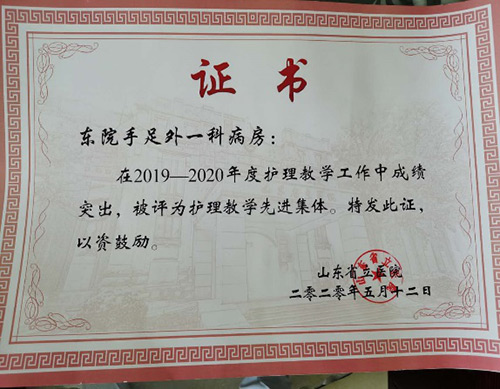 证书
东院手足外一科病房：
在2019—2020年度护理教学工作中成绩
突出，被评为护理教学先进集体。特发此证，
以资鼓励。
山东省立医院
二零二零年五月十二日